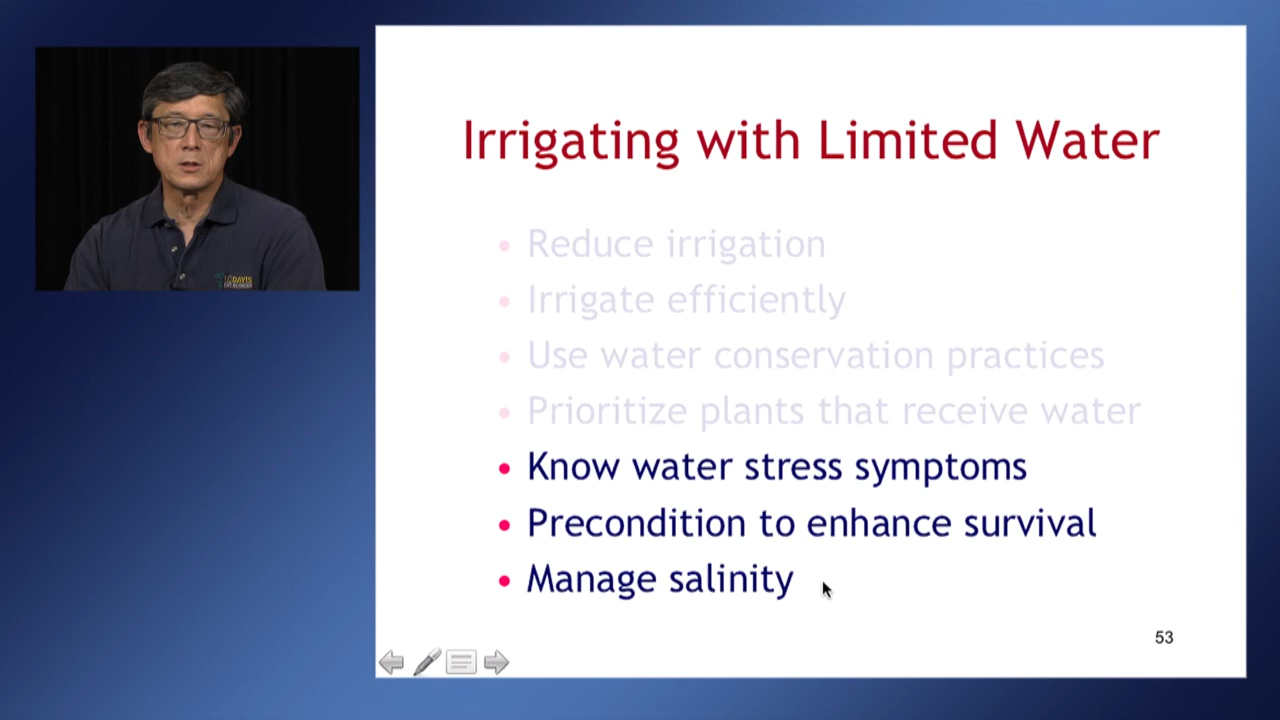 Irrigating with Limited Water
• Reduce irrigation
• Irrigate efficiently
• Use water conservation practices
• Prioritize plants that receive water
• Know water stress symptoms
• Precondition to enhance survival
• Manage salinity
53
UCDAVIS